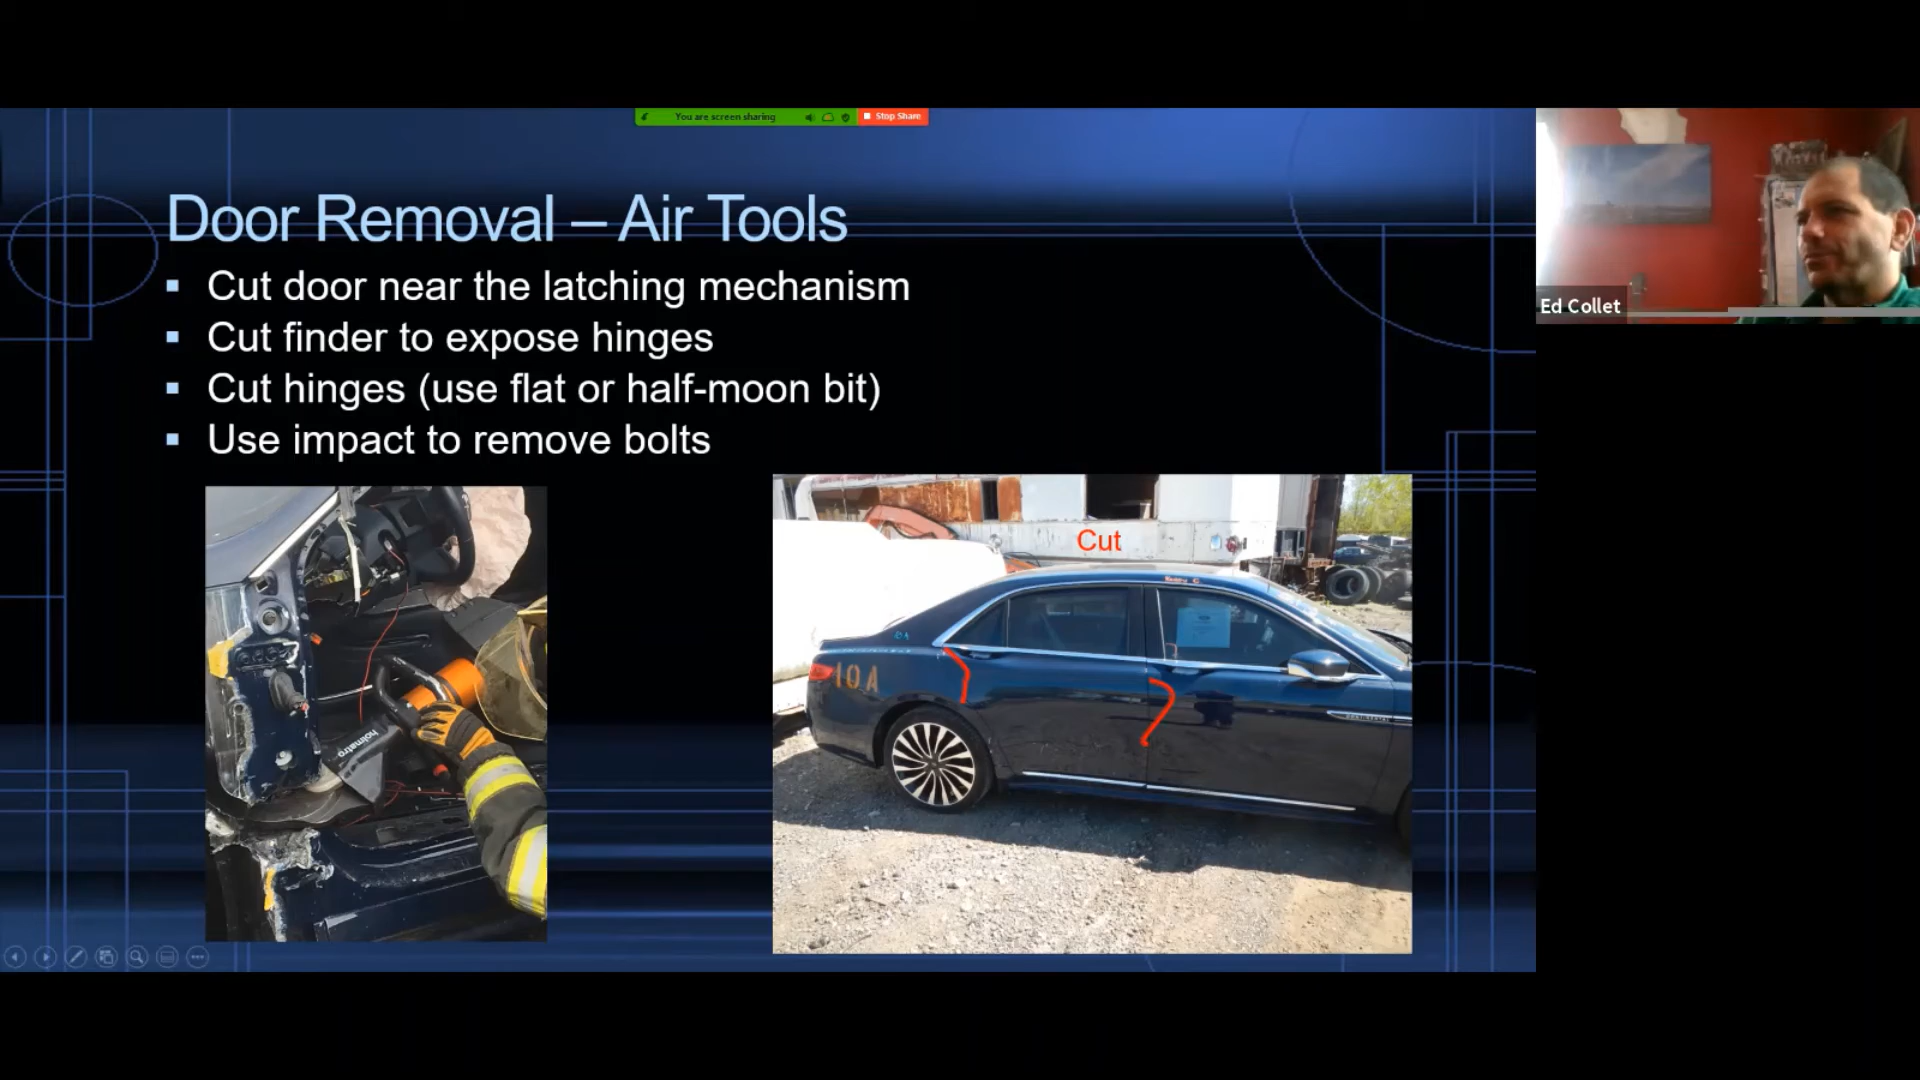 You are screen sharing
Stop Share
Door Removal – Air Tools
Cut door near the latching mechanism
Cut finder to expose hinges
Cut hinges (use flat or half-moon bit)
Use impact to remove bolts
Cut
10A
holmatro
CONTINENTAL
Ed Collet